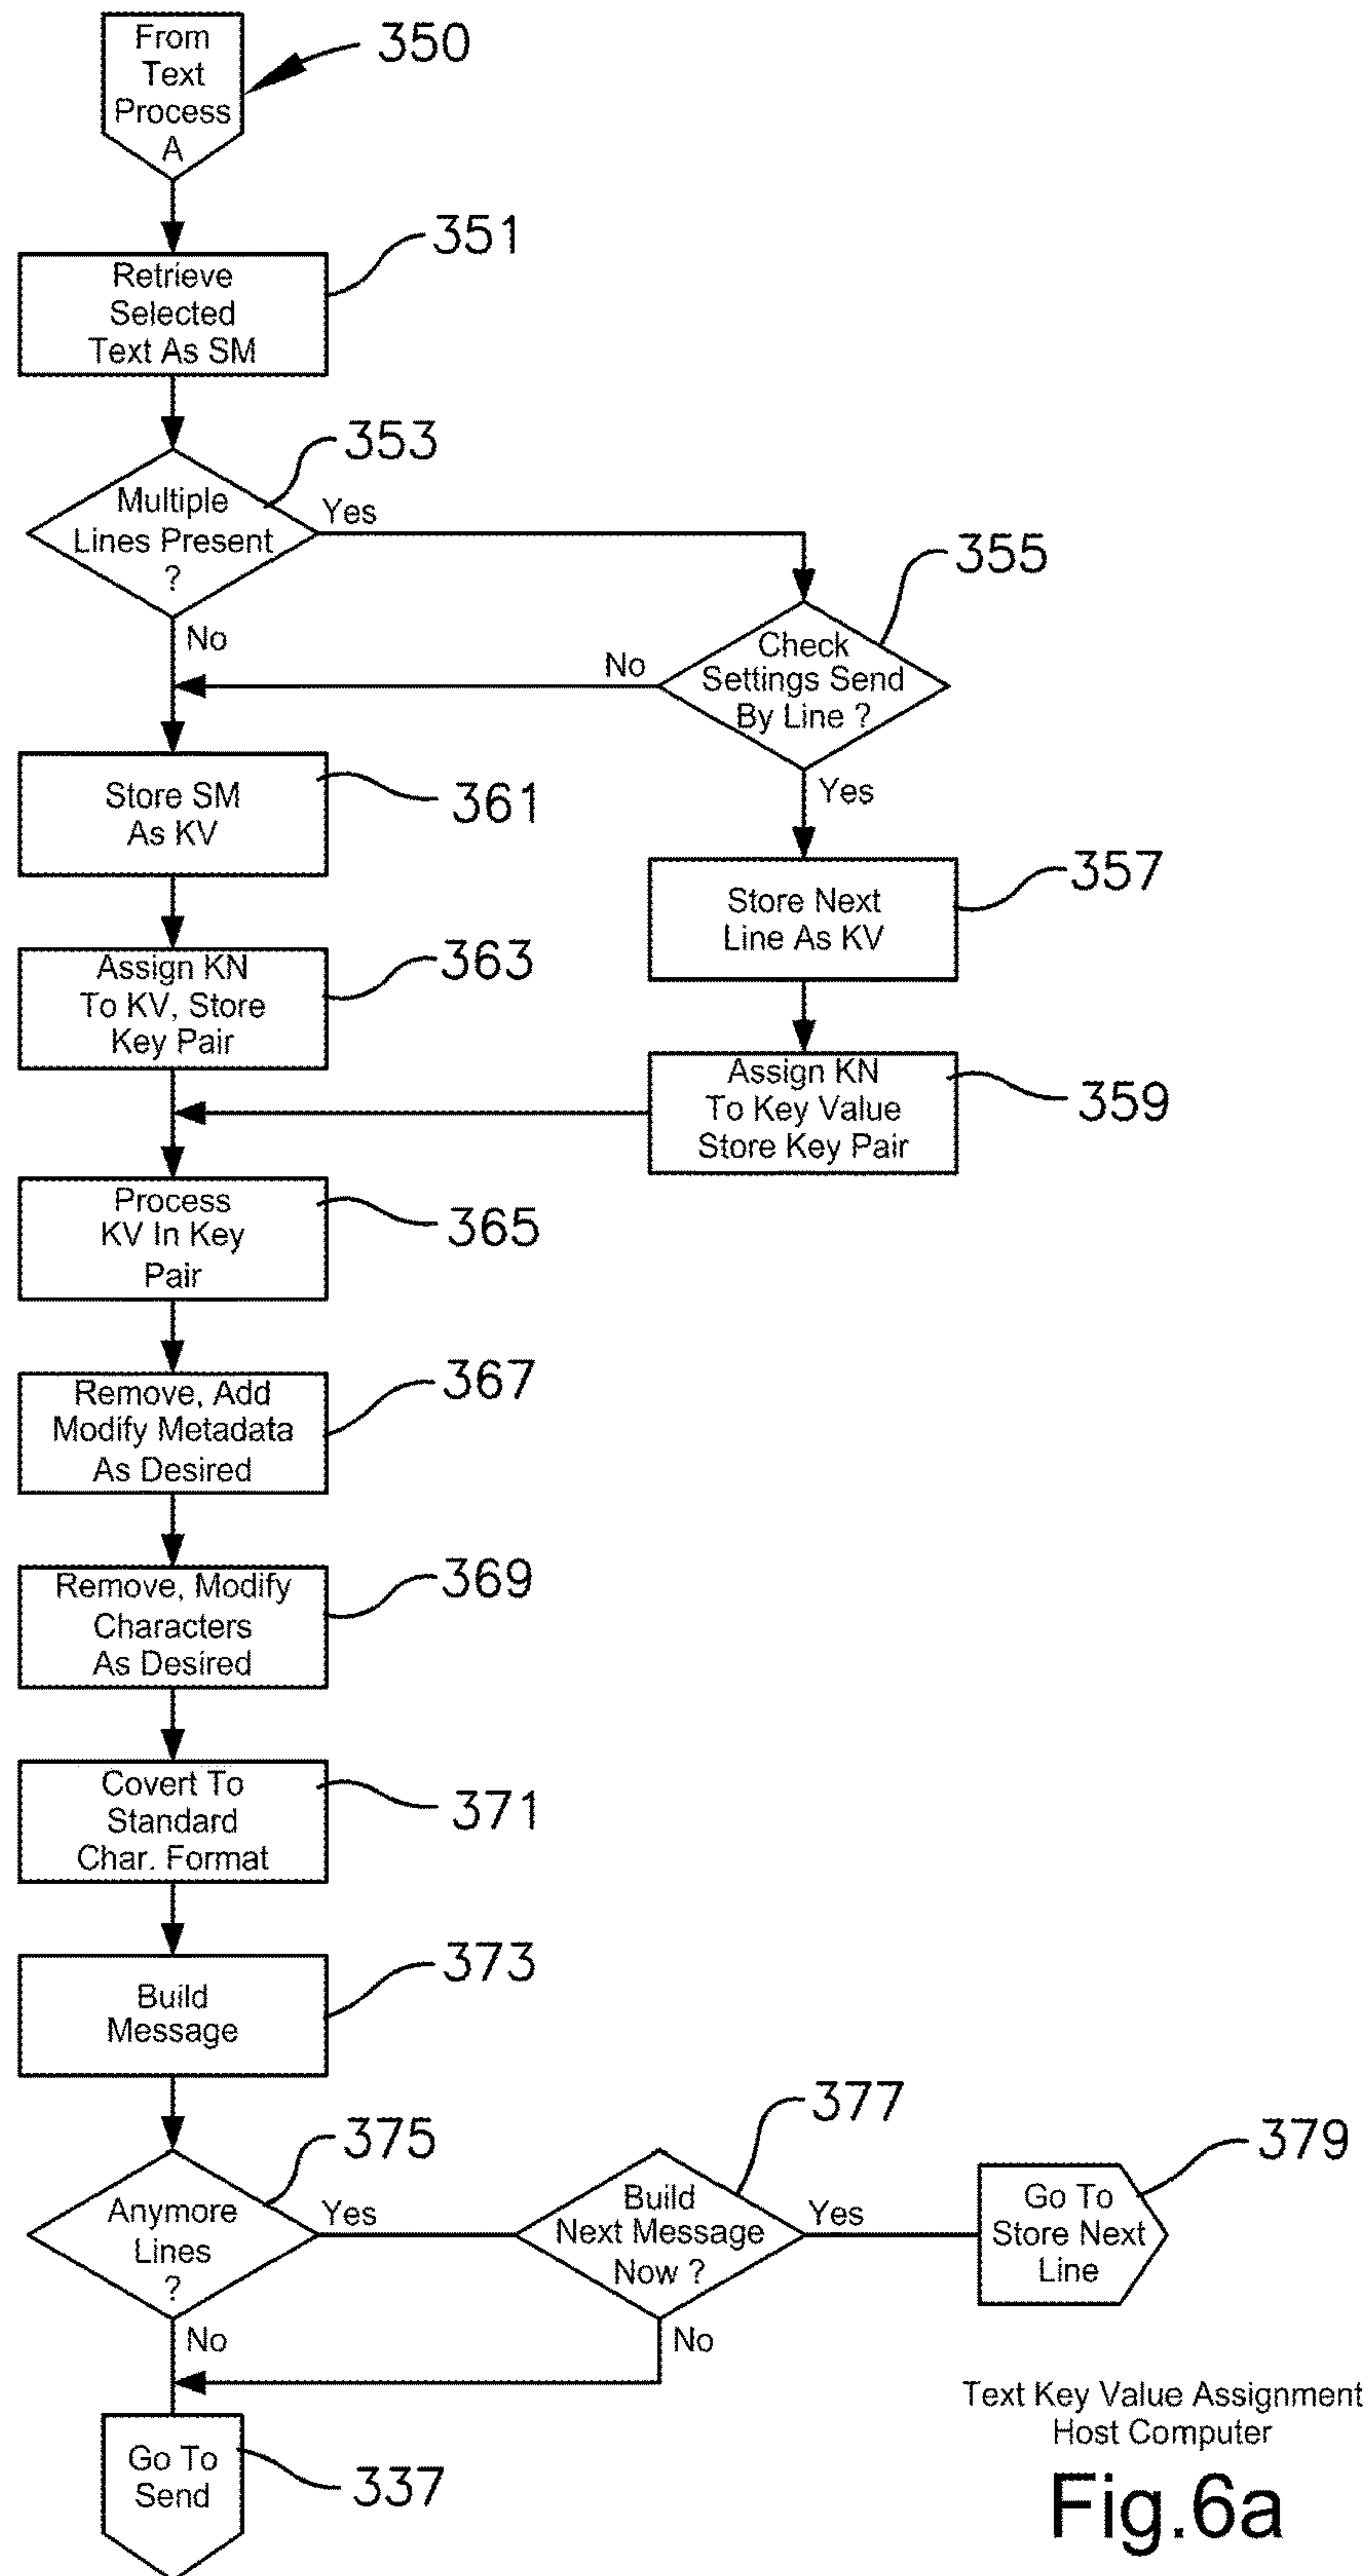 From
Text
Process
A
350
Retrieve
Selected
Text As SM
351
Multiple
Lines Present
?
353
Yes
No
Check
Settings Send
By Line ?
355
No
Yes
Store SM
As KV
361
Store Next
Line As KV
357
Assign KN
To KV, Store
Key Pair
363
Assign KN
To Key Value
Store Key Pair
359
Process
KV In Key
Pair
365
Remove, Add
Modify Metadata
As Desired
367
Remove, Modify
Characters
As Desired
369
Covert To
Standard
Char. Format
371
Build
Message
373
Anymore
Lines
?
375
Yes
No
Build
Next Message
Now ?
377
Yes
No
Go To
Store Next
Line
379
Go To
Send
337
Text Key Value Assignment
Host Computer
Fig.6a